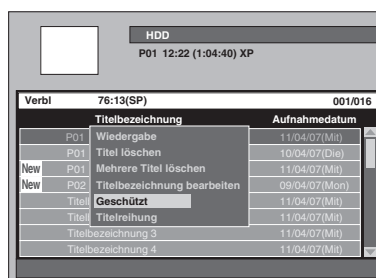 HDD
P01 12:22 (1:04:40) XP
Verbl 76:13(SP) 001/016
Titelbezeichnung Aufnahmedatum
P01 Wiedergabe 11/04/07(Mit)
P01 Titel löschen 10/04/07(Die)
New P01 Mehrere Titel löschen 11/04/07(Mit)
New P02 Titelbezeichnung bearbeiten 09/04/07(Mon)
Titel Geschützt 11/04/07(Mit)
Titel Titelreihung 11/04/07(Mit)
Titelbezeichnung 3 11/04/07(Mit)
Titelbezeichnung 4 11/04/07(Mit)